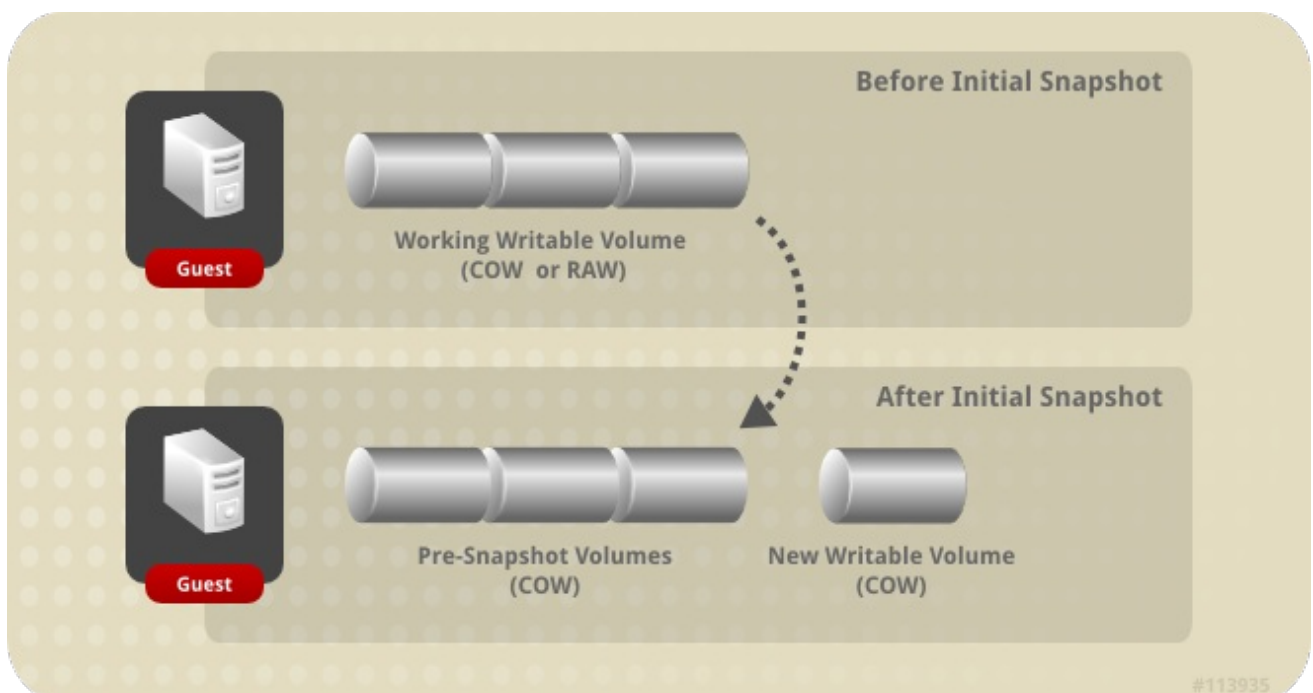 Before Initial Snapshot
Working Writable Volume
(COW or RAW)
Guest
After Initial Snapshot
Pre-Snapshot Volumes
(COW)
New Writable Volume
(COW)
Guest
#113935